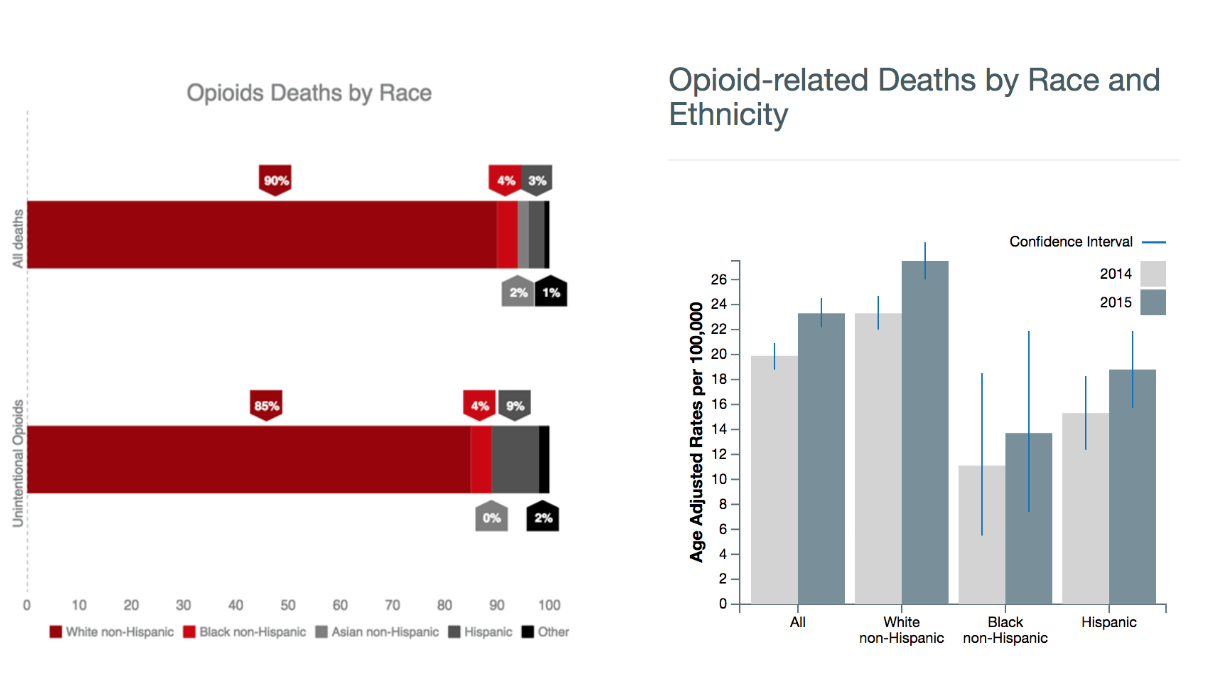 Opioids Deaths by Race
All deaths
90%
4%
3%
2%
1%
Unintentional Opioids
85%
4%
9%
0%
2%
0 10 20 30 40 50 60 70 80 90 100
White non-Hispanic Black non-Hispanic Asian non-Hispanic Hispanic Other
Opioid-related Deaths by Race and
Ethnicity
Confidence Interval
2014
2015
Age Adjusted Rates per 100,000
26
24
22
20
18
16
14
12
10
8
6
4
2
0
All
White
non-Hispanic
Black
non-Hispanic
Hispanic